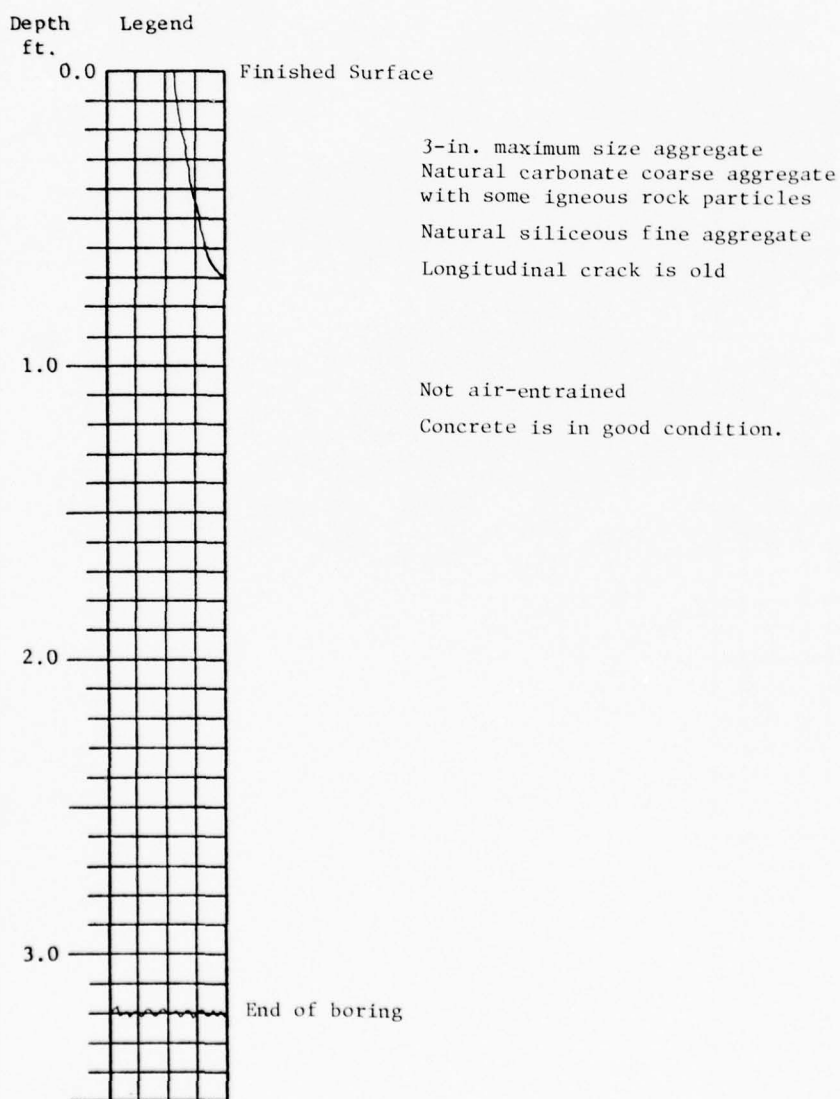 Depth Legend
ft.
0.0 Finished Surface
3-in. maximum size aggregate
Natural carbonate coarse aggregate
with some igneous rock particles
Natural siliceous fine aggregate
Longitudinal crack is old
1.0
Not air-entrained
Concrete is in good condition.
2.0
3.0
End of boring